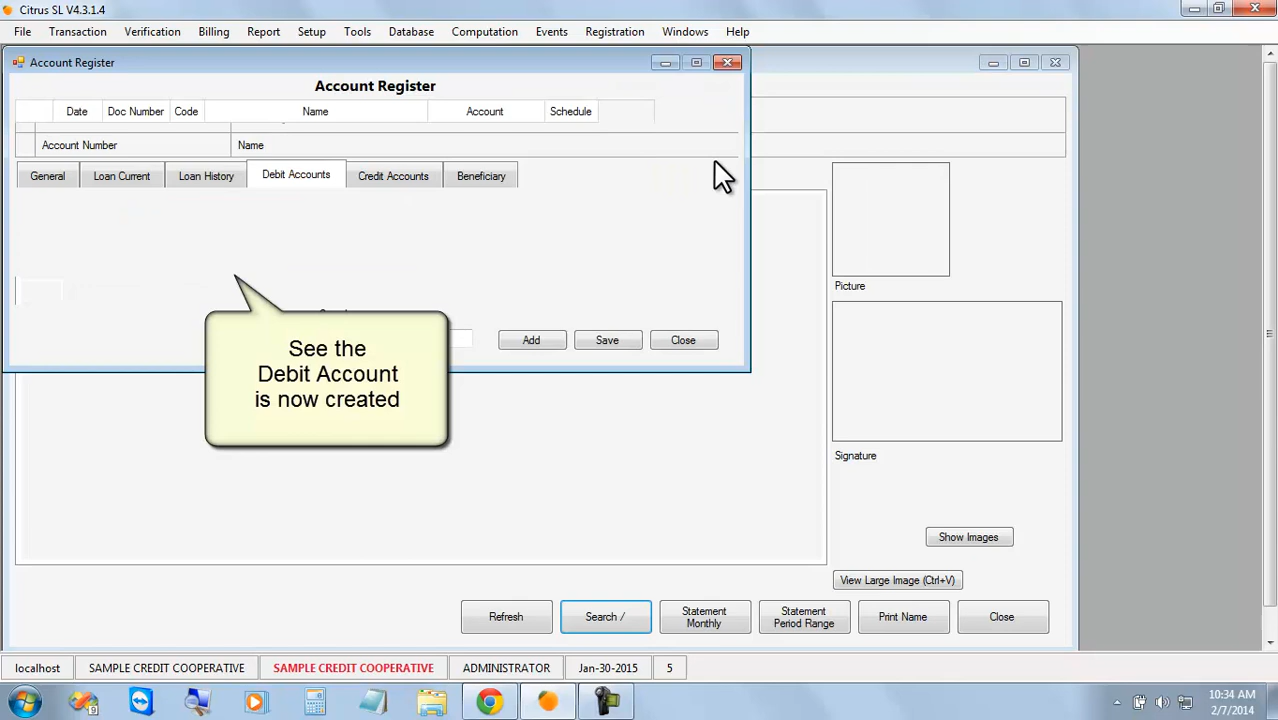 Citrus SL V4.3.1.4
File Transaction Verification Billing Report Setup Tools Database Computation Events Registration Windows Help
Account Register
Account Register
Date Doc Number Code Name Account Schedule
Account Number Name
General Loan Current Loan History Debit Accounts Credit Accounts Beneficiary
Picture
Add Save Close
See the
Debit Account
is now created
Signature
Show Images
View Large Image (Ctrl+V)
Refresh Search / Statement Monthly Statement Period Range Print Name Close
localhost SAMPLE CREDIT COOPERATIVE SAMPLE CREDIT COOPERATIVE ADMINISTRATOR Jan-30-2015 5
10:34 AM
2/7/2014